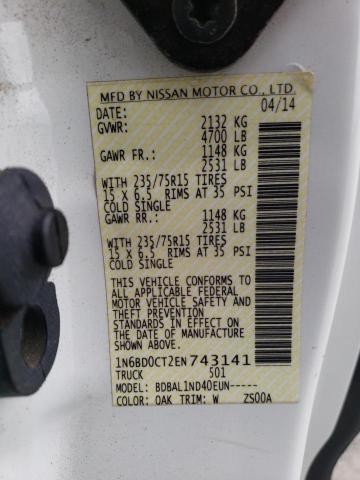 MFD BY NISSAN MOTOR CO., LTD.
DATE: 04/14
GVWR: 2132 KG
4700 LB
GAWR FR.: 1148 KG
2531 LB
WITH 235/75R15 TIRES
15 X 6.5 RIMS AT 35 PSI
COLD SINGLE
GAWR RR.: 1148 KG
2531 LB
WITH 235/75R15 TIRES
15 X 6.5 RIMS AT 35 PSI
COLD SINGLE
THIS VEHICLE CONFORMS TO
ALL APPLICABLE FEDERAL
MOTOR VEHICLE SAFETY
AND THEFT PREVENTION
STANDARDS IN EFFECT ON
THE DATE OF MANUFACTURE
SHOWN ABOVE
1N6BD0CT2EN743141
TRUCK 501
MODEL: BDBAL1ND40EUN-----
COLOR: OAK TRIM: W ZS00A